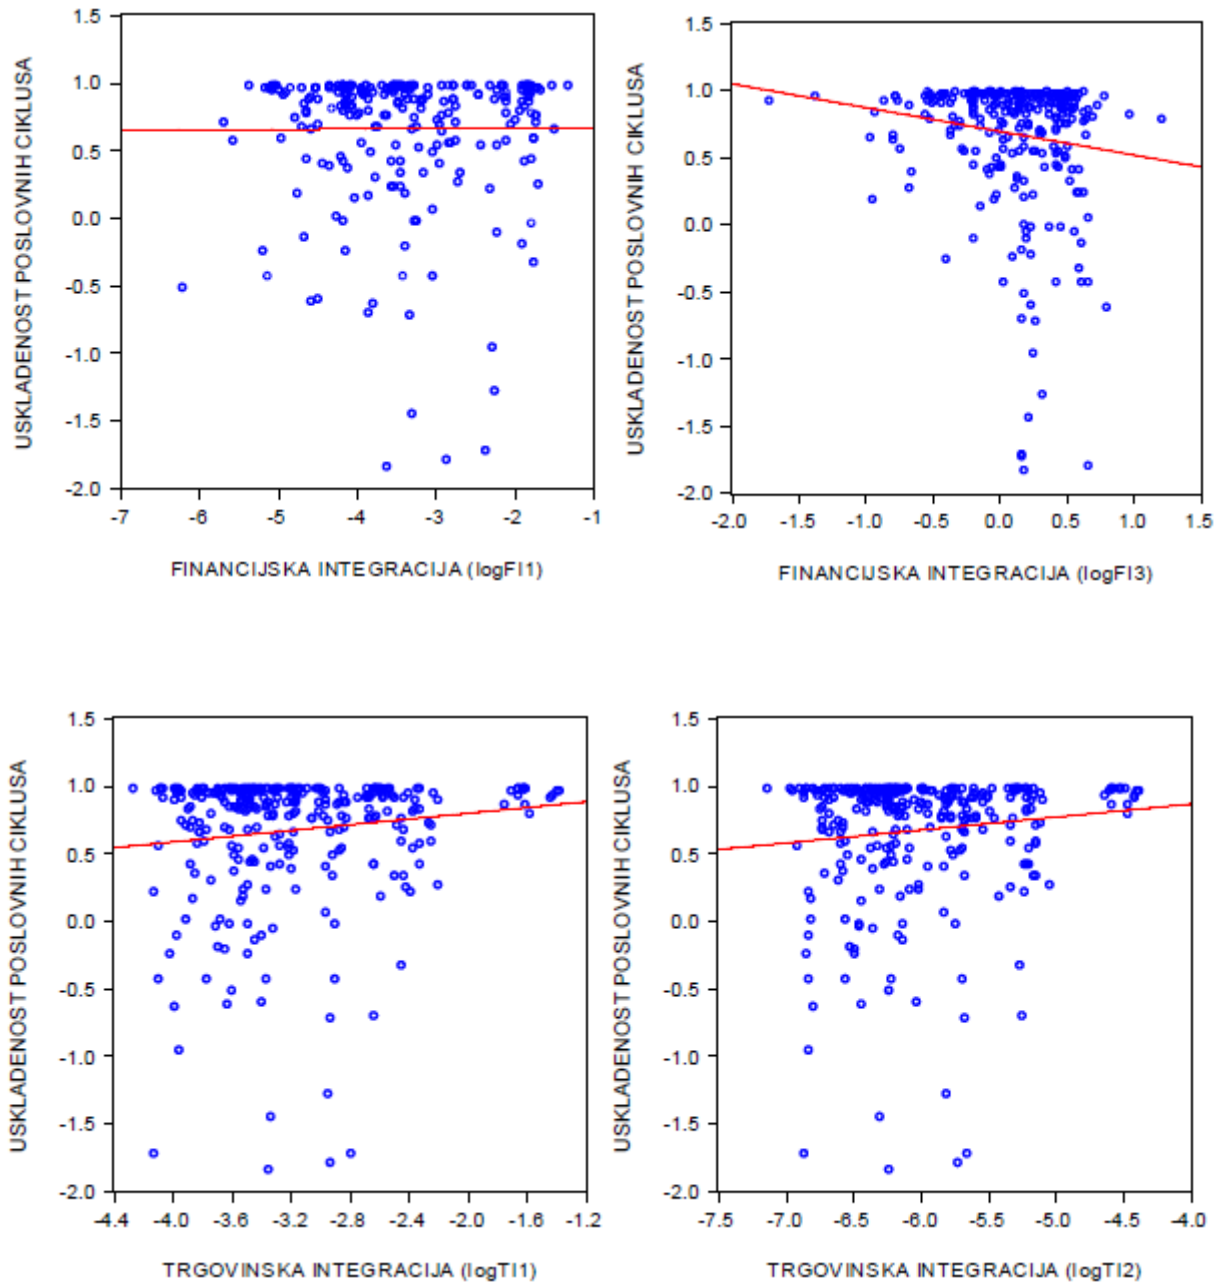 USKLAĐENOST POSLOVNIH CIKLUSA
1.5
1.0
0.5
0.0
-0.5
-1.0
-1.5
-2.0
-7 -6 -5 -4 -3 -2 -1
FINANCIJSKA INTEGRACIJA (logFI1)
USKLAĐENOST POSLOVNIH CIKLUSA
1.5
1.0
0.5
0.0
-0.5
-1.0
-1.5
-2.0
-2.0 -1.5 -1.0 -0.5 0.0 0.5 1.0 1.5
FINANCIJSKA INTEGRACIJA (logFI3)
USKLAĐENOST POSLOVNIH CIKLUSA
1.5
1.0
0.5
0.0
-0.5
-1.0
-1.5
-2.0
-4.4 -4.0 -3.6 -3.2 -2.8 -2.4 -2.0 -1.6 -1.2
TRGOVINSKA INTEGRACIJA (logTI1)
USKLAĐENOST POSLOVNIH CIKLUSA
1.5
1.0
0.5
0.0
-0.5
-1.0
-1.5
-2.0
-7.5 -7.0 -6.5 -6.0 -5.5 -5.0 -4.5 -4.0
TRGOVINSKA INTEGRACIJA (logTI2)